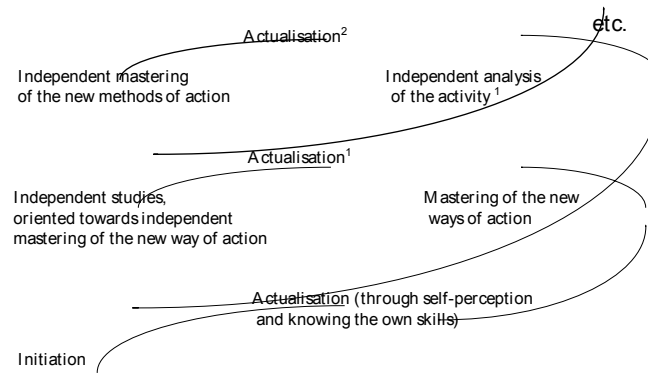 etc.
Actualisation²
Independent mastering
of the new methods of action
Independent analysis
of the activity ¹
Actualisation¹
Independent studies,
oriented towards independent
mastering of the new way of action
Mastering of the new
ways of action
Actualisation (through self-perception
and knowing the own skills)
Initiation